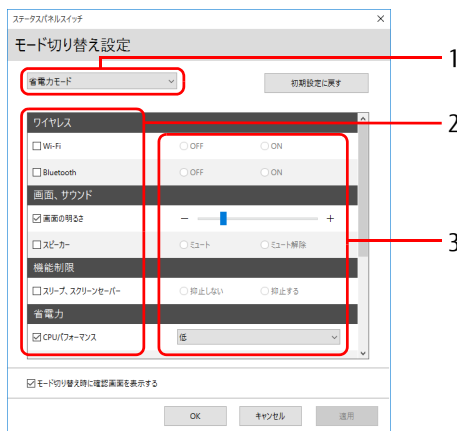 ステータスパネルスイッチ
モード切り替え設定
省電力モード 初期設定に戻す
1
ワイヤレス
2
Wi-Fi OFF ON
Bluetooth OFF ON
画面、サウンド
画面の明るさ − +
スピーカー ミュート ミュート解除
3
機能制限
スリープ、スクリーンセーバー 抑止しない 抑止する
省電力
CPUパフォーマンス 低
モード切り替え時に確認画面を表示する
OK キャンセル 適用